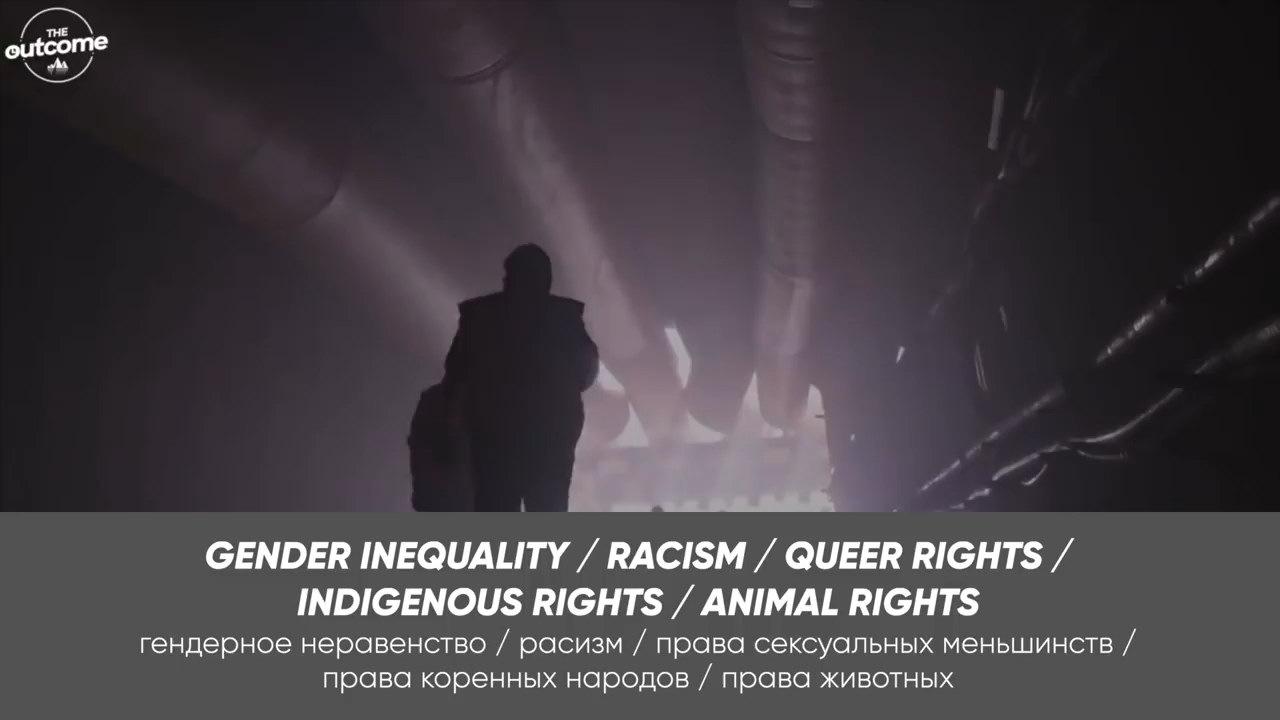 THE
outcome
GENDER INEQUALITY / RACISM / QUEER RIGHTS /
INDIGENOUS RIGHTS / ANIMAL RIGHTS
гендерное неравенство / расизм / права сексуальных меньшинств /
права коренных народов / права животных